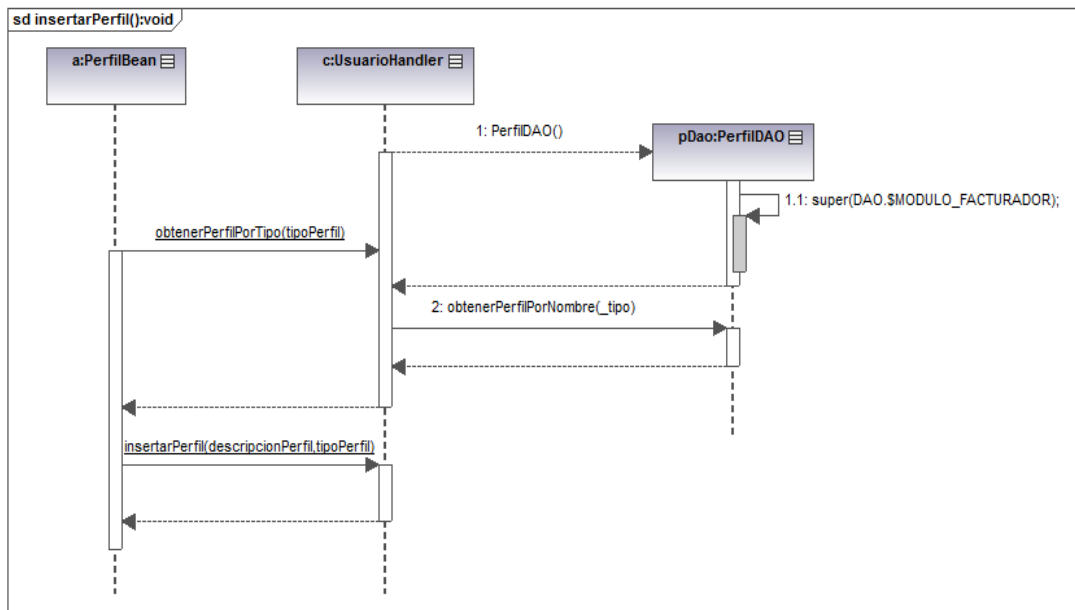 sd insertarPerfil():void
a:PerfilBean
c:UsuarioHandler
1: PerfilDAO()
pDao:PerfilDAO
1.1: super(DAO.$MODULO_FACTURADOR);
obtenerPerfilPorTipo(tipoPerfil)
2: obtenerPerfilPorNombre(_tipo)
insertarPerfil(descripcionPerfil,tipoPerfil)